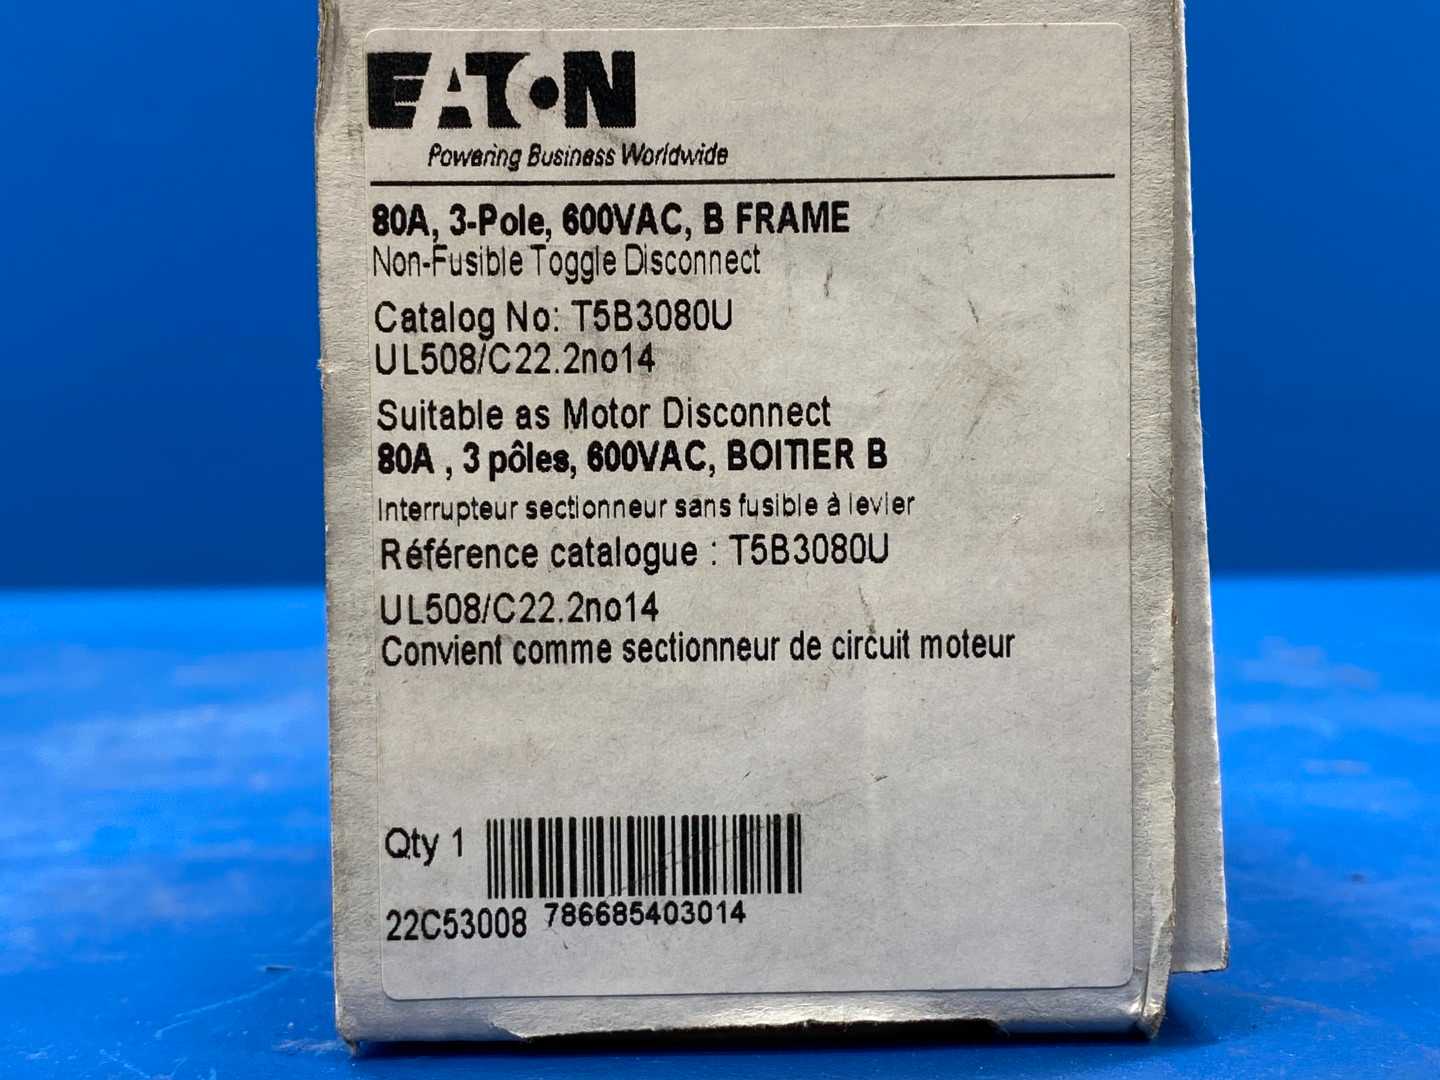 EATON
Powering Business Worldwide
80A, 3-Pole, 600VAC, B FRAME
Non-Fusible Toggle Disconnect
Catalog No: T5B3080U
UL508/C22.2no14
Suitable as Motor Disconnect
80A , 3 pôles, 600VAC, BOITIER B
Interrupteur sectionneur sans fusible à levier
Référence catalogue : T5B3080U
UL508/C22.2no14
Convient comme sectionneur de circuit moteur
Qty 1
22C53008 786685403014